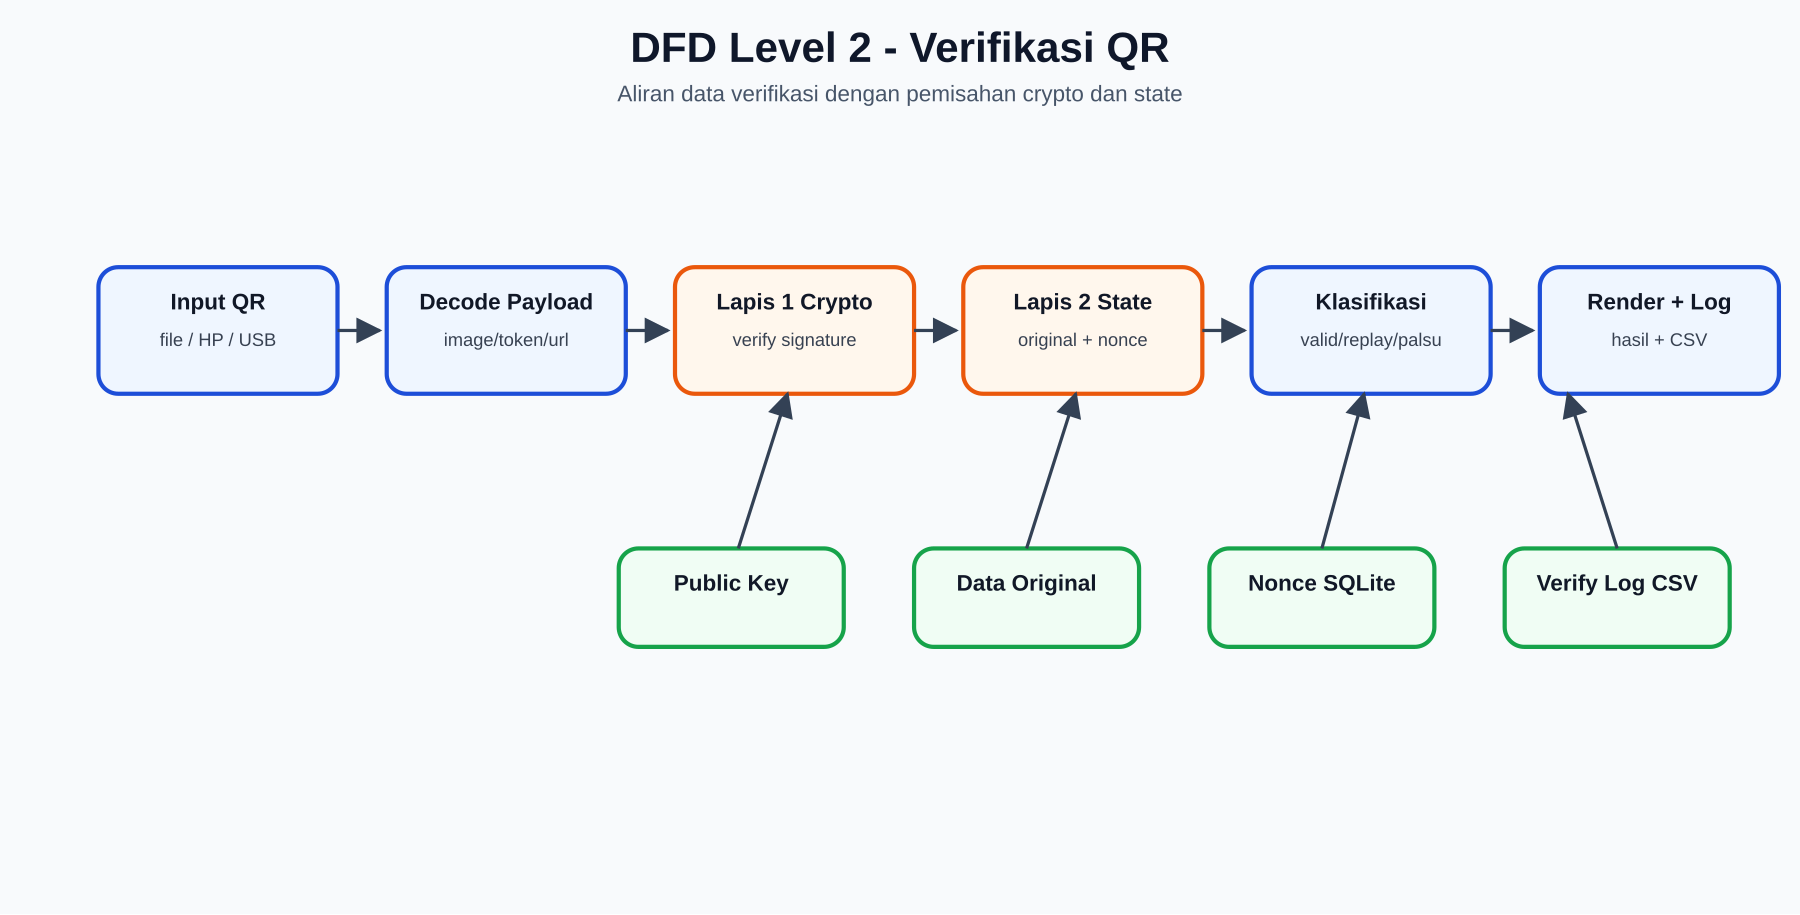 DFD Level 2 - Verifikasi QR
Aliran data verifikasi dengan pemisahan crypto dan state
Input QR
file / HP / USB
Decode Payload
image/token/url
Lapis 1 Crypto
verify signature
Lapis 2 State
original + nonce
Klasifikasi
valid/replay/palsu
Render + Log
hasil + CSV
Public Key
Data Original
Nonce SQLite
Verify Log CSV